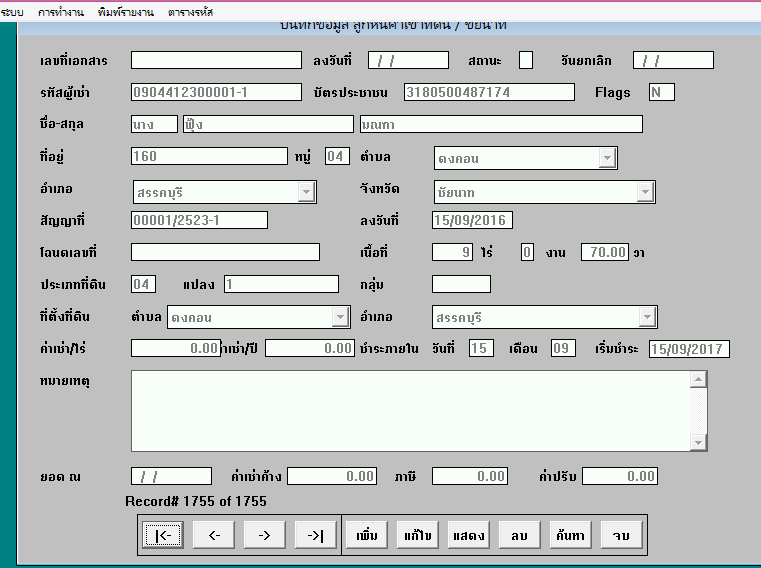 ระบบ การทำงาน พิมพ์รายงาน ตารางรหัส
บันทึกข้อมูล ลูกหนี้ค่าเช่าที่ดิน / ชัยนาท
เลขที่เอกสาร ลงวันที่ / / สถานะ วันยกเลิก / /
รหัสผู้เช่า 0904412300001-1 บัตรประชาชน 3180500487174 Flags N
ชื่อ-สกุล นาง ฟุ้ง มณฑา
ที่อยู่ 160 หมู่ 04 ตำบล ดงคอน
อำเภอ สรรคบุรี จังหวัด ชัยนาท
สัญญาที่ 00001/2523-1 ลงวันที่ 15/09/2016
โฉนดเลขที่ เนื้อที่ 9 ไร่ 0 งาน 70.00 วา
ประเภทที่ดิน 04 แปลง 1 กลุ่ม
ที่ตั้งที่ดิน ตำบล ดงคอน อำเภอ สรรคบุรี
ค่าเช่า/ไร่ 0.00 ค่าเช่า/ปี 0.00 ชำระภายใน วันที่ 15 เดือน 09 เริ่มชำระ 15/09/2017
หมายเหตุ
ยอด ณ / / ค่าเช่าค้าง 0.00 ภาษี 0.00 ค่าปรับ 0.00
Record# 1755 of 1755
|<- <- -> ->| เพิ่ม แก้ไข แสดง ลบ ค้นหา จบ